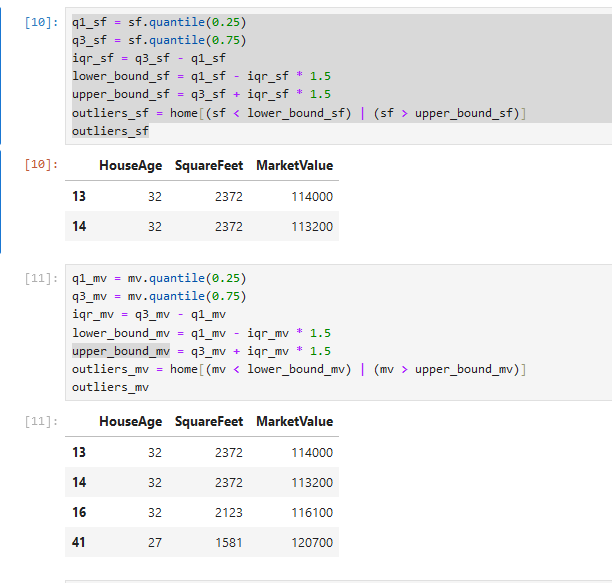 [10]: q1_sf = sf.quantile(0.25)
q3_sf = sf.quantile(0.75)
iqr_sf = q3_sf - q1_sf
lower_bound_sf = q1_sf - iqr_sf * 1.5
upper_bound_sf = q3_sf + iqr_sf * 1.5
outliers_sf = home[(sf < lower_bound_sf) | (sf > upper_bound_sf)]
outliers_sf
[10]: HouseAge SquareFeet MarketValue
13 32 2372 114000
14 32 2372 113200
[11]: q1_mv = mv.quantile(0.25)
q3_mv = mv.quantile(0.75)
iqr_mv = q3_mv - q1_mv
lower_bound_mv = q1_mv - iqr_mv * 1.5
upper_bound_mv = q3_mv + iqr_mv * 1.5
outliers_mv = home[(mv < lower_bound_mv) | (mv > upper_bound_mv)]
outliers_mv
[11]: HouseAge SquareFeet MarketValue
13 32 2372 114000
14 32 2372 113200
16 32 2123 116100
41 27 1581 120700